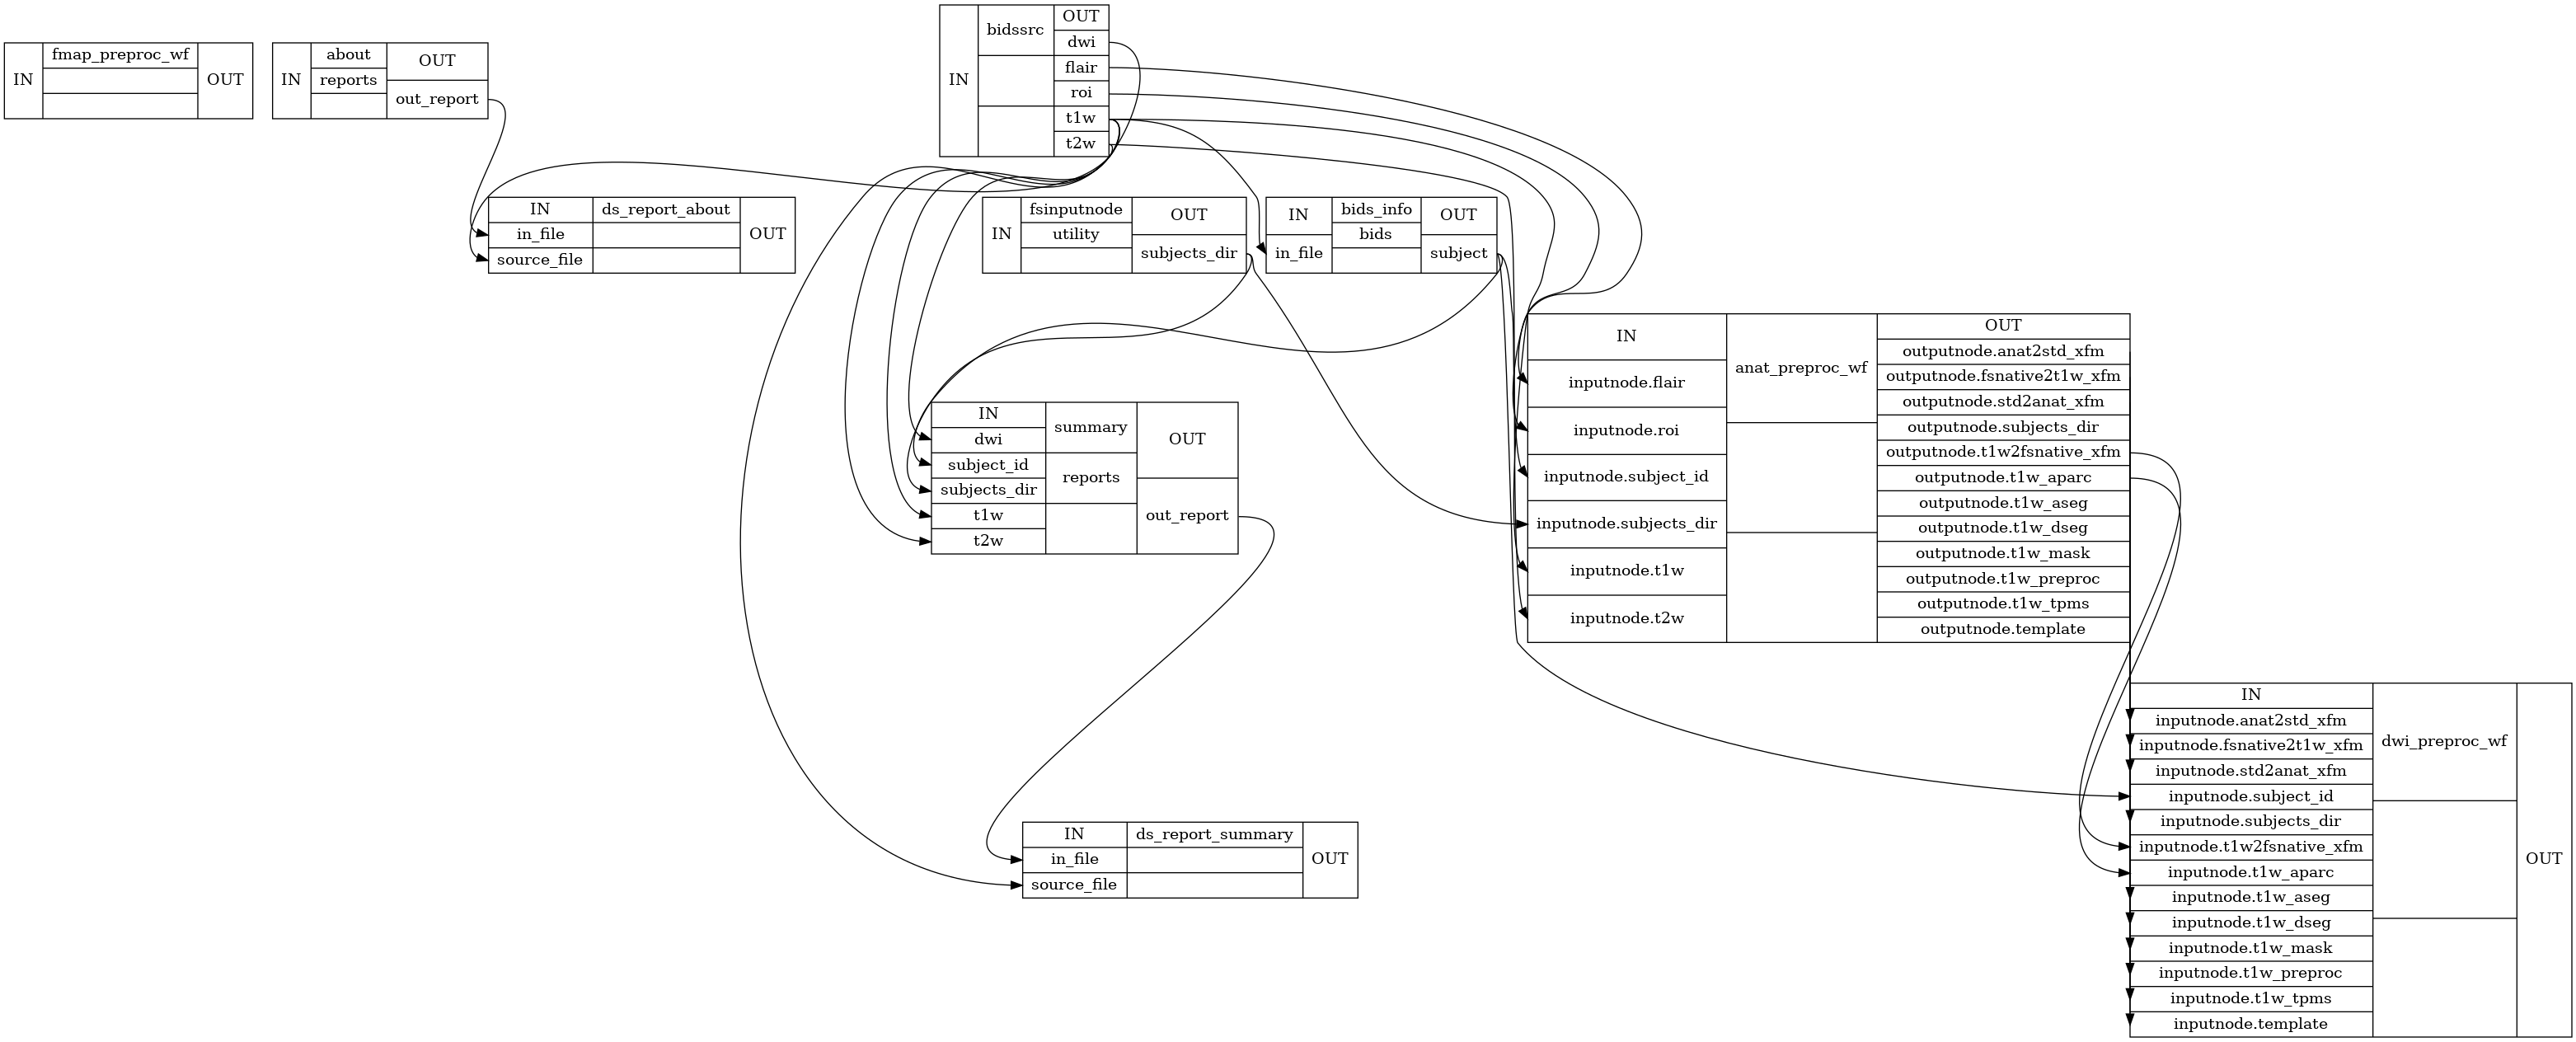 IN
fmap_preproc_wf
OUT
IN
about
reports
OUT
out_report
IN
bidssrc
OUT
dwi
flair
roi
t1w
t2w
IN
in_file
source_file
ds_report_about
OUT
IN
fsinputnode
utility
OUT
subjects_dir
IN
in_file
bids_info
bids
OUT
subject
IN
inputnode.flair
inputnode.roi
inputnode.subject_id
inputnode.subjects_dir
inputnode.t1w
inputnode.t2w
anat_preproc_wf
OUT
outputnode.anat2std_xfm
outputnode.fsnative2t1w_xfm
outputnode.std2anat_xfm
outputnode.subjects_dir
outputnode.t1w2fsnative_xfm
outputnode.t1w_aparc
outputnode.t1w_aseg
outputnode.t1w_dseg
outputnode.t1w_mask
outputnode.t1w_preproc
outputnode.t1w_tpms
outputnode.template
IN
dwi
subject_id
subjects_dir
t1w
t2w
summary
reports
OUT
out_report
IN
inputnode.anat2std_xfm
inputnode.fsnative2t1w_xfm
inputnode.std2anat_xfm
inputnode.subject_id
inputnode.subjects_dir
inputnode.t1w2fsnative_xfm
inputnode.t1w_aparc
inputnode.t1w_aseg
inputnode.t1w_dseg
inputnode.t1w_mask
inputnode.t1w_preproc
inputnode.t1w_tpms
inputnode.template
dwi_preproc_wf
OUT
IN
in_file
source_file
ds_report_summary
OUT